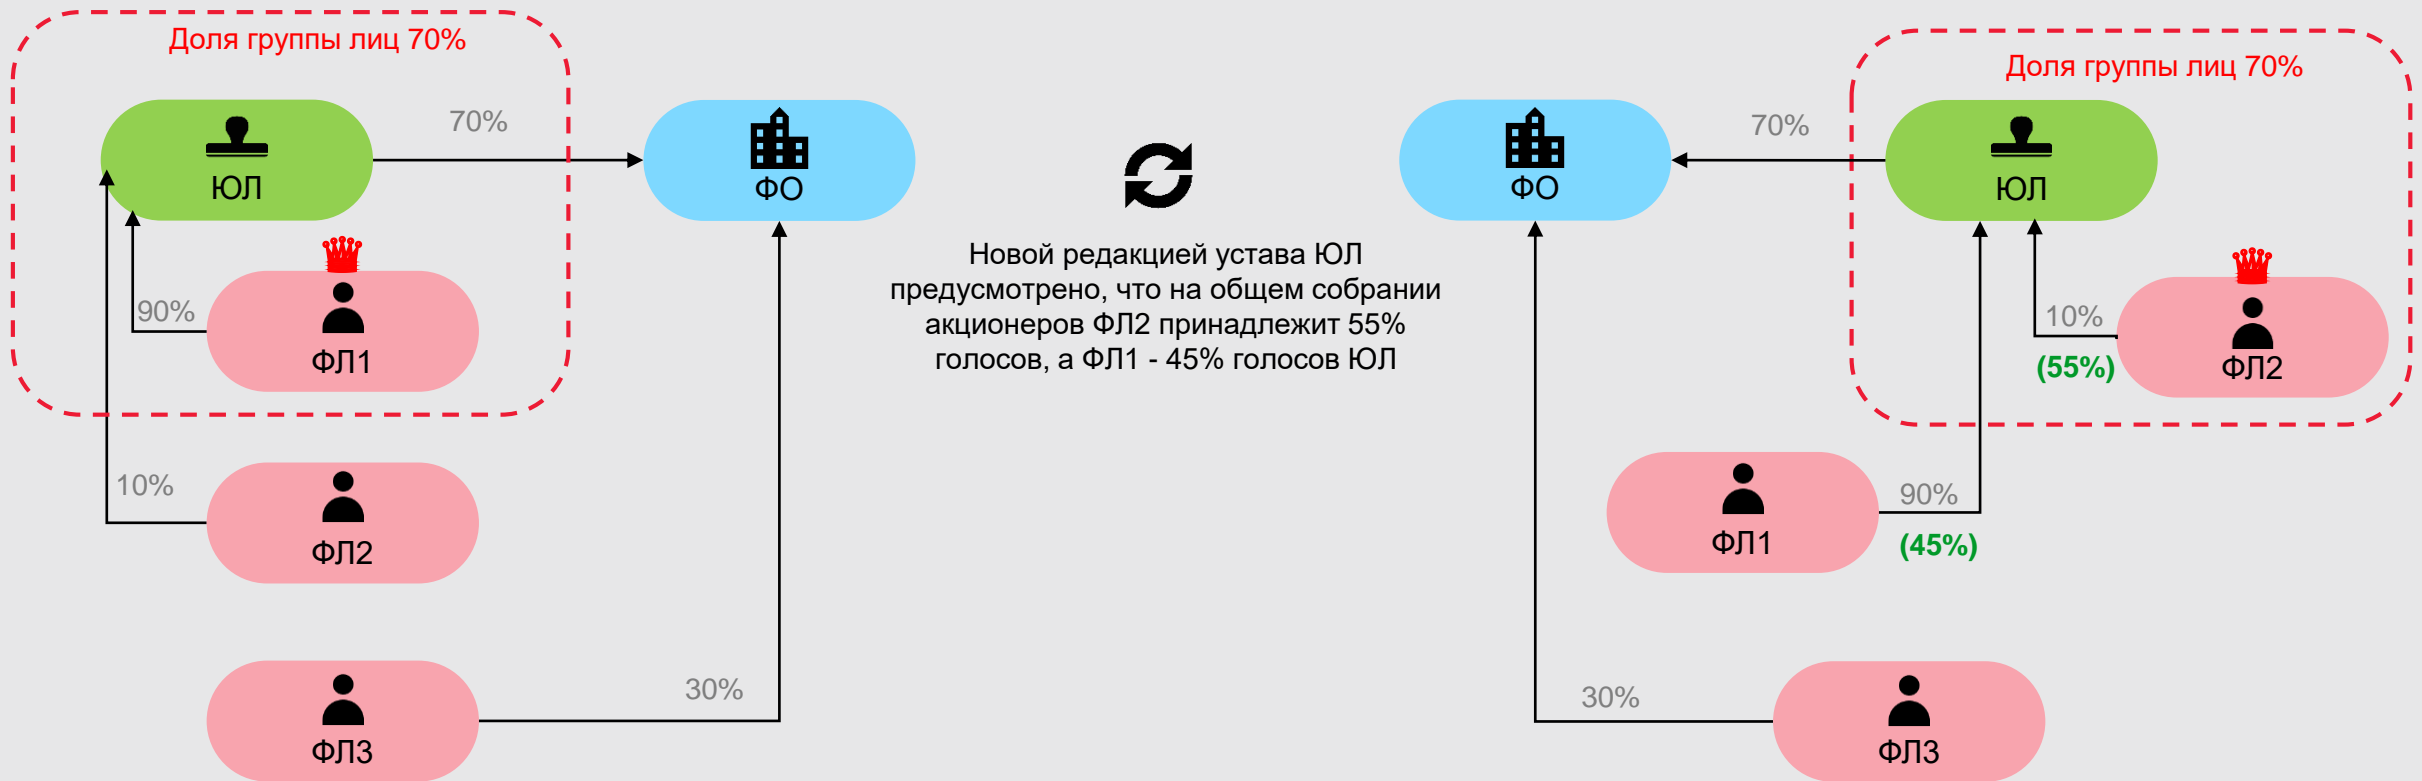 Доля группы лиц 70%
ЮЛ
70%
ФО
90%
ФЛ1
10%
ФЛ2
30%
ФЛ3
Новой редакцией устава ЮЛ
предусмотрено, что на общем собрании
акционеров ФЛ2 принадлежит 55%
голосов, а ФЛ1 - 45% голосов ЮЛ
Доля группы лиц 70%
ФО
70%
ЮЛ
10%
(55%)
ФЛ2
ФЛ1
90%
(45%)
30%
ФЛ3